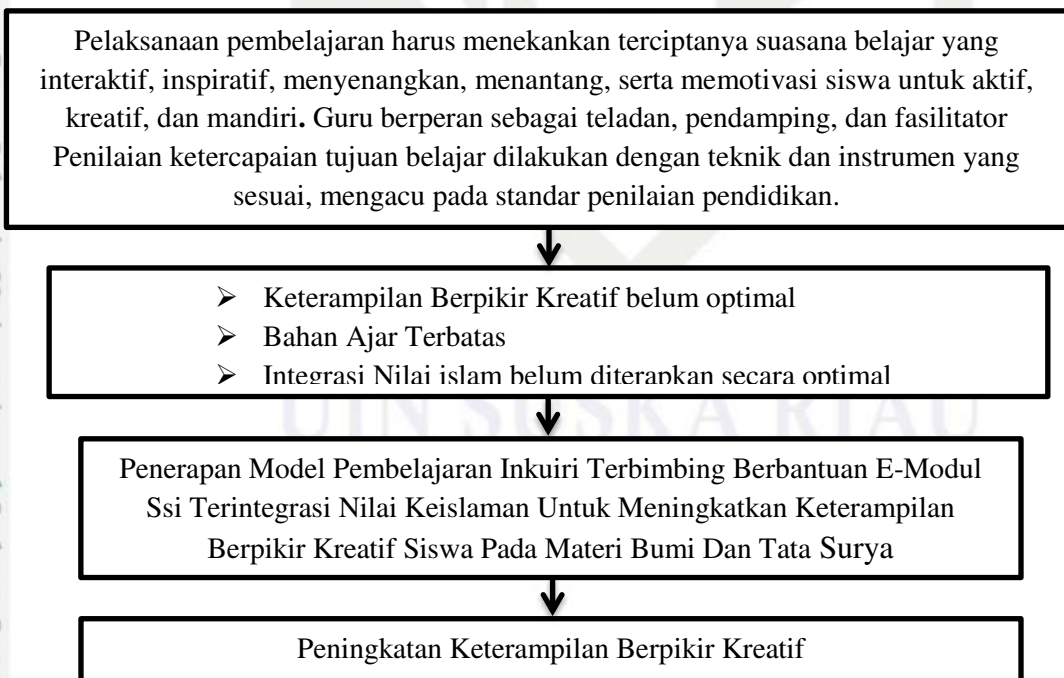 Pelaksanaan pembelajaran harus menekankan terciptanya suasana belajar yang
interaktif, inspiratif, menyenangkan, menantang, serta memotivasi siswa untuk aktif,
kreatif, dan mandiri. Guru berperan sebagai teladan, pendamping, dan fasilitator
Penilaian ketercapaian tujuan belajar dilakukan dengan teknik dan instrumen yang
sesuai, mengacu pada standar penilaian pendidikan.
➢ Keterampilan Berpikir Kreatif belum optimal
➢ Bahan Ajar Terbatas
➢ Integrasi Nilai islam belum diterapkan secara optimal
UIN SUSKA RIAU
Penerapan Model Pembelajaran Inkuiri Terbimbing Berbantuan E-Modul
Ssi Terintegrasi Nilai Keislaman Untuk Meningkatkan Keterampilan
Berpikir Kreatif Siswa Pada Materi Bumi Dan Tata Surya
Peningkatan Keterampilan Berpikir Kreatif